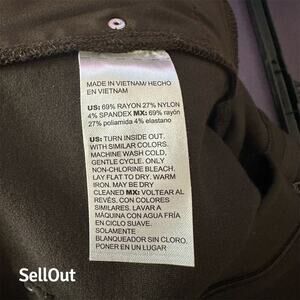 MADE IN VIETNAM/ HECHO
EN VIETNAM
US: 69% RAYON 27% NYLON
4% SPANDEX MX: 69% rayón
27% poliamida 4% elastano
US: TURN INSIDE OUT.
WITH SIMILAR COLORS.
MACHINE WASH COLD,
GENTLE CYCLE. ONLY
NON-CHLORINE BLEACH.
LAY FLAT TO DRY. WARM
IRON. MAY BE DRY
CLEANED MX: VOLTEAR AL
REVÉS. CON COLORES
SIMILARES. LAVAR A
MÁQUINA CON AGUA FRÍA
EN CICLO SUAVE.
SOLAMENTE
BLANQUEADOR SIN CLORO.
PONER EN UN LUGAR
SellOut